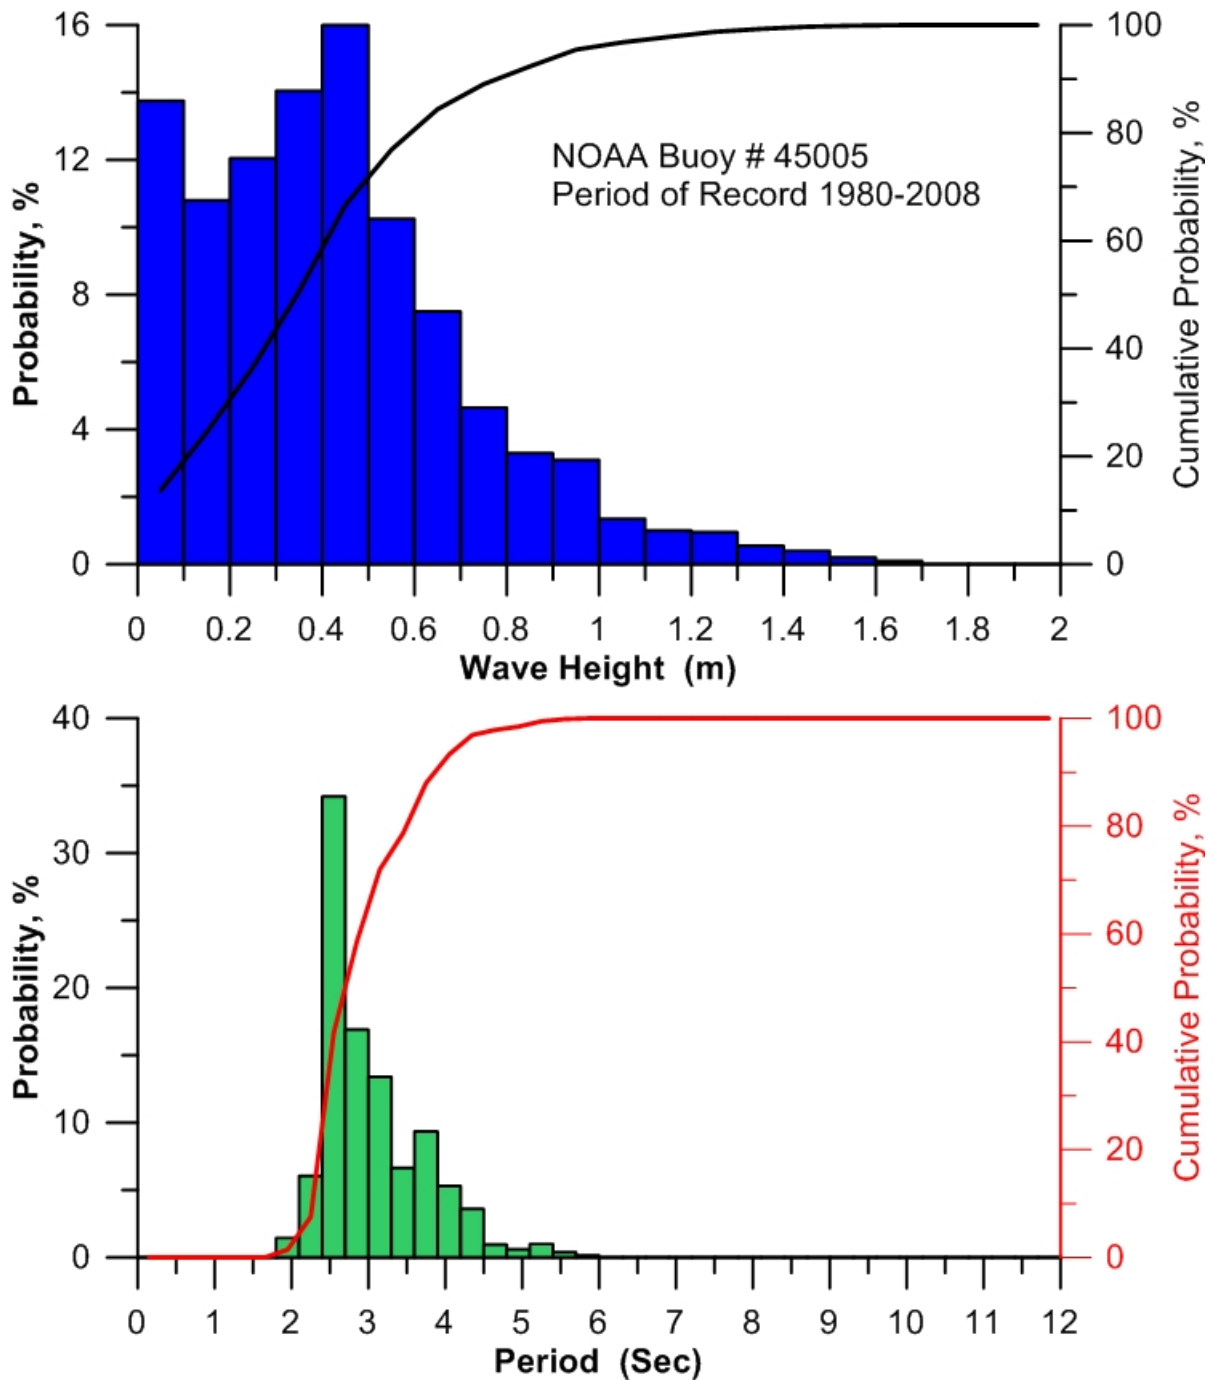 16
12
8
4
0
Probability, %
NOAA Buoy # 45005
Period of Record 1980-2008
100
80
60
40
20
0
Cumulative Probability, %
0 0.2 0.4 0.6 0.8 1 1.2 1.4 1.6 1.8 2
Wave Height (m)
40
30
20
10
0
Probability, %
100
80
60
40
20
0
Cumulative Probability, %
0 1 2 3 4 5 6 7 8 9 10 11 12
Period (Sec)